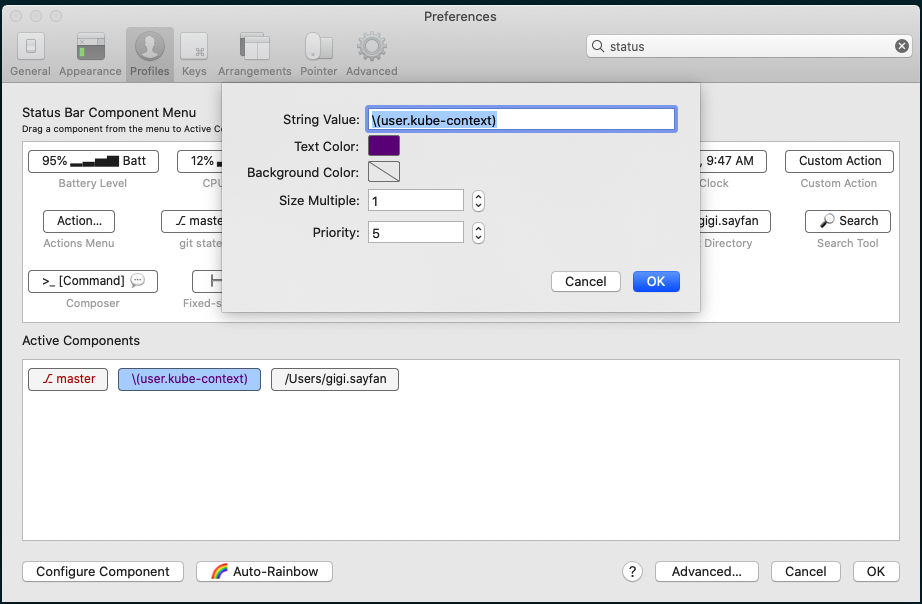 Preferences
General Appearance Profiles Keys Arrangements Pointer Advanced
status
Status Bar Component Menu
Drag a component from the menu to Active Co
95% Batt
Battery Level
12%
CPU
, 9:47 AM
Clock
Custom Action
Custom Action
Action...
Actions Menu
maste
git state
gigi.sayfan
Directory
Search
Search Tool
>_ [Command]
Composer
Fixed-s
String Value: \(user.kube-context)
Text Color:
Background Color:
Size Multiple: 1
Priority: 5
Cancel OK
Active Components
master \(user.kube-context) /Users/gigi.sayfan
Configure Component Auto-Rainbow ? Advanced... Cancel OK